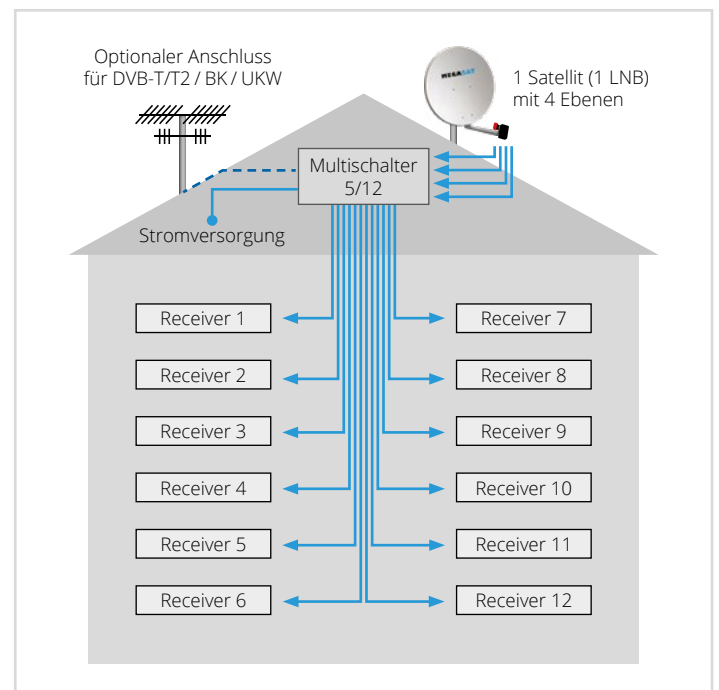 Optionaler Anschluss
für DVB-T/T2 / BK / UKW
MEGASAT
1 Satellit (1 LNB)
mit 4 Ebenen
Multischalter
5/12
Stromversorgung
Receiver 1
Receiver 7
Receiver 2
Receiver 8
Receiver 3
Receiver 9
Receiver 4
Receiver 10
Receiver 5
Receiver 11
Receiver 6
Receiver 12